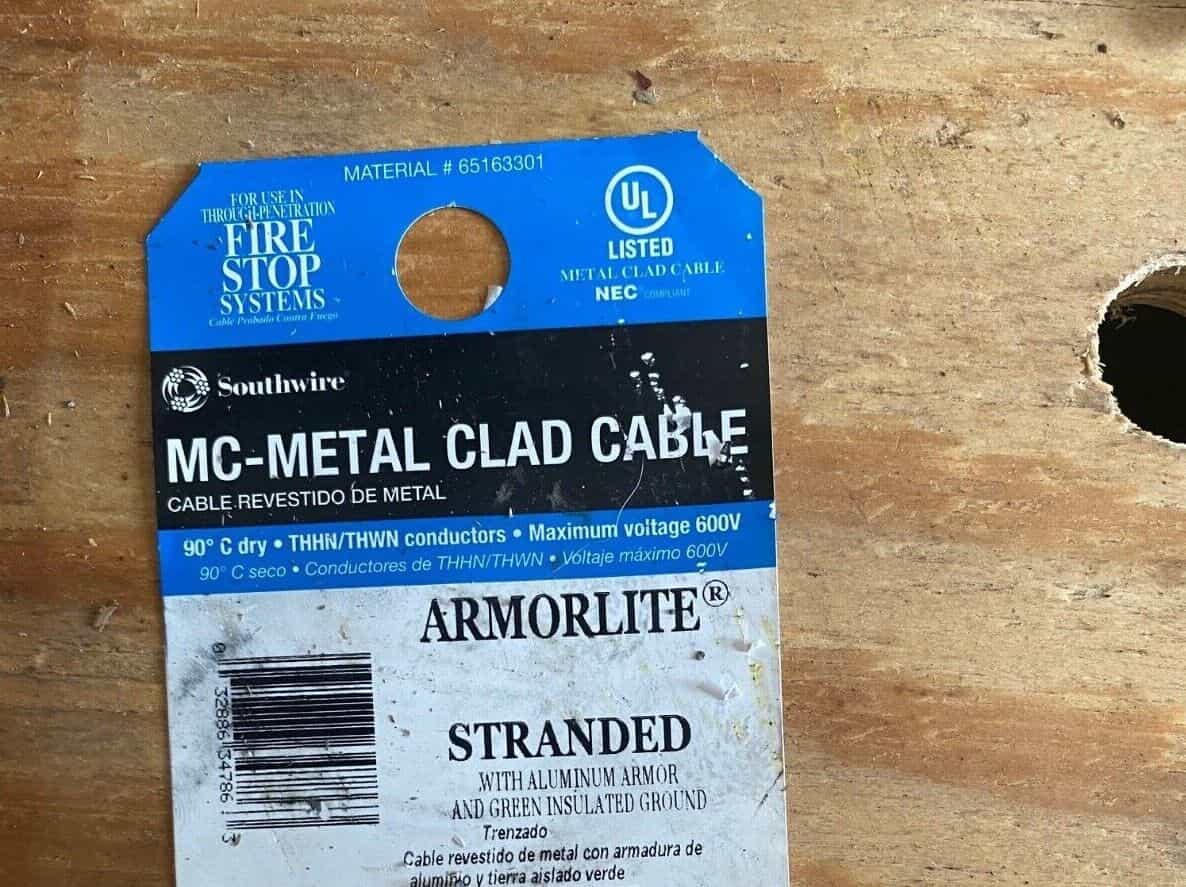 MATERIAL # 65163301
FOR USE IN
THROUGH-PENETRATION
FIRE
STOP
SYSTEMS
Cable Probado Contra Fuego
UL
LISTED
METAL CLAD CABLE
NEC COMPLIANT
Southwire
MC-METAL CLAD CABLE
CABLE REVESTIDO DE METAL
90° C dry • THHN/THWN conductors • Maximum voltage 600V
90° C seco • Conductores de THHN/THWN • Voltaje máximo 600V
ARMORLITE®
0 32886 34786 3
STRANDED
WITH ALUMINUM ARMOR
AND GREEN INSULATED GROUND
Trenzado
Cable revestido de metal con armadura de
aluminio y tierra aislado verde